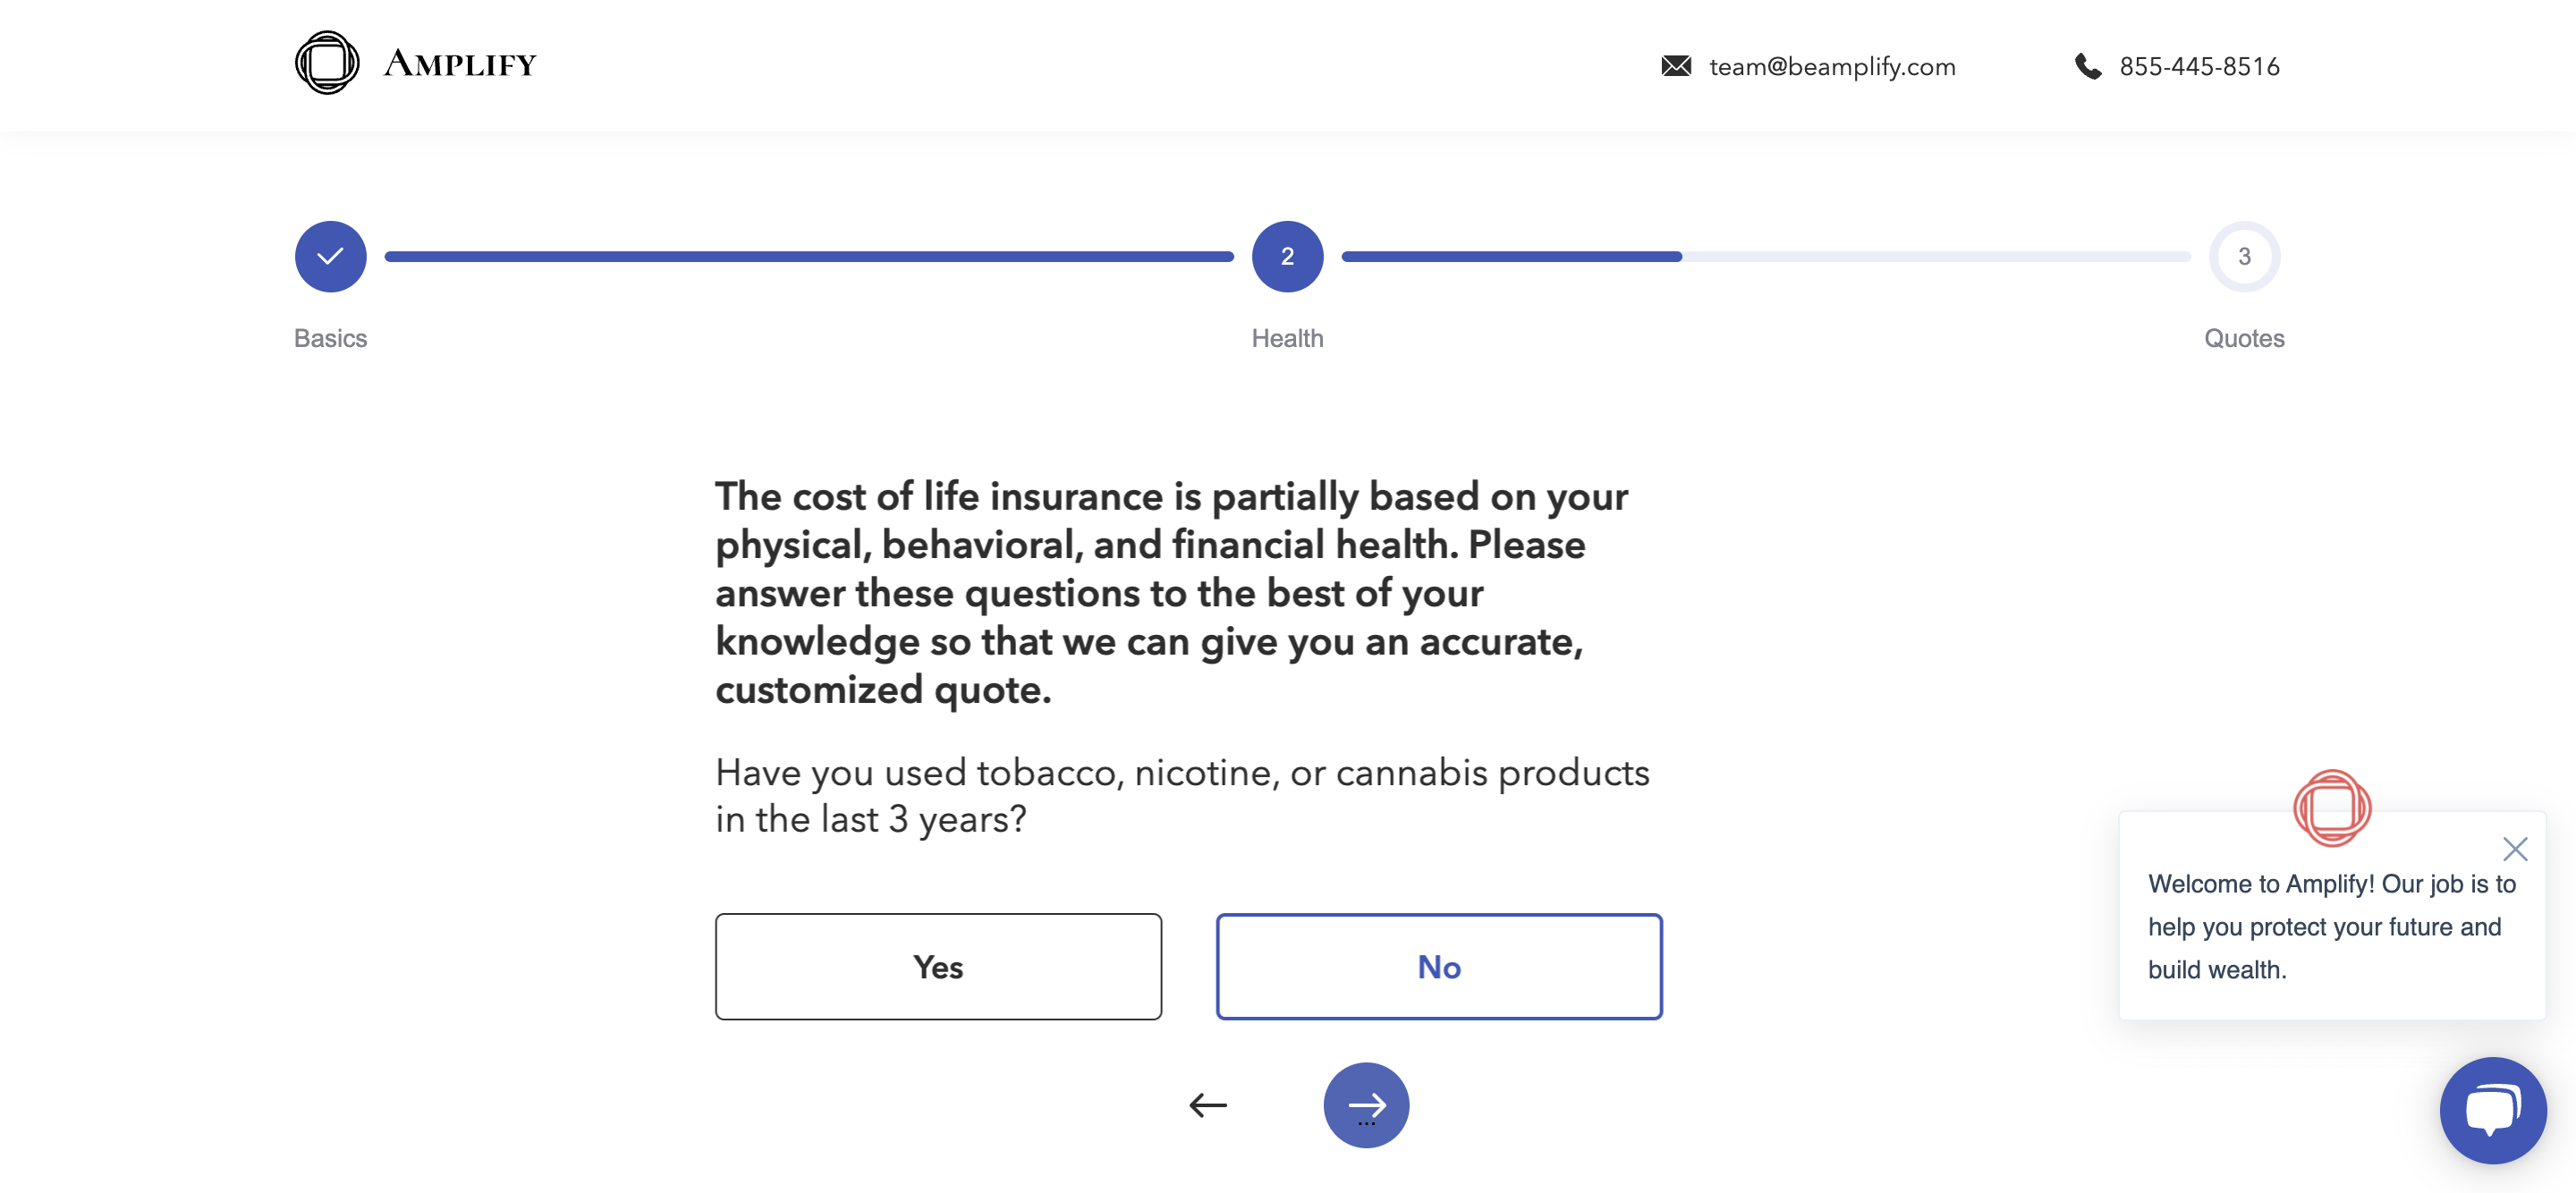 AMPLIFY
team@beamplify.com
855-445-8516
2
3
Basics
Health
Quotes
The cost of life insurance is partially based on your
physical, behavioral, and financial health. Please
answer these questions to the best of your
knowledge so that we can give you an accurate,
customized quote.
Have you used tobacco, nicotine, or cannabis products
in the last 3 years?
Yes
No
...
Welcome to Amplify! Our job is to
help you protect your future and
build wealth.